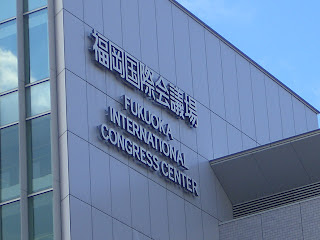 福岡国際会議場
FUKUOKA
INTERNATIONAL
CONGRESS CENTER